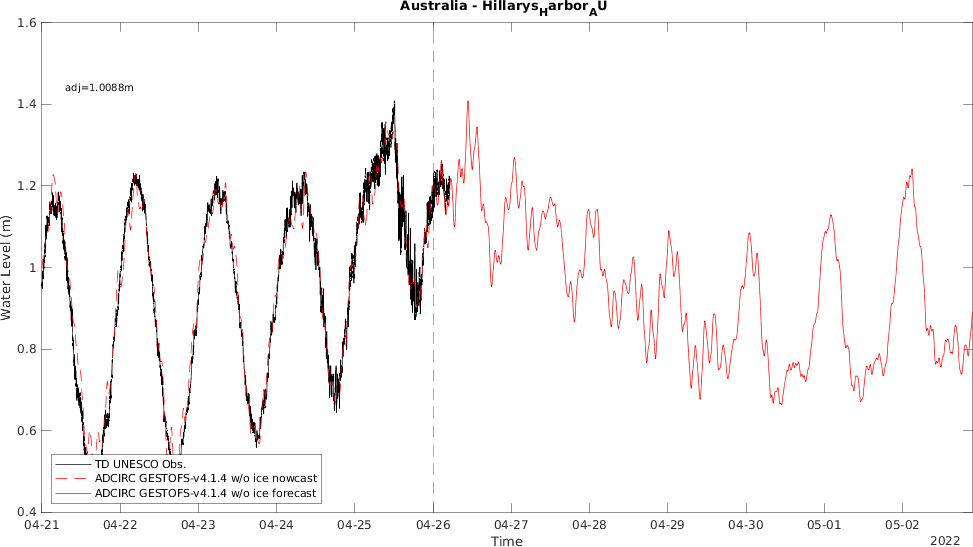 Australia - HillarysHarborAU
1.6
adj=1.0088m
1.4
1.2
1
0.8
0.6
0.4
Water Level (m)
TD UNESCO Obs.
ADCIRC GESTOFS-v4.1.4 w/o ice nowcast
ADCIRC GESTOFS-v4.1.4 w/o ice forecast
04-21 04-22 04-23 04-24 04-25 04-26 04-27 04-28 04-29 04-30 05-01 05-02
Time
2022